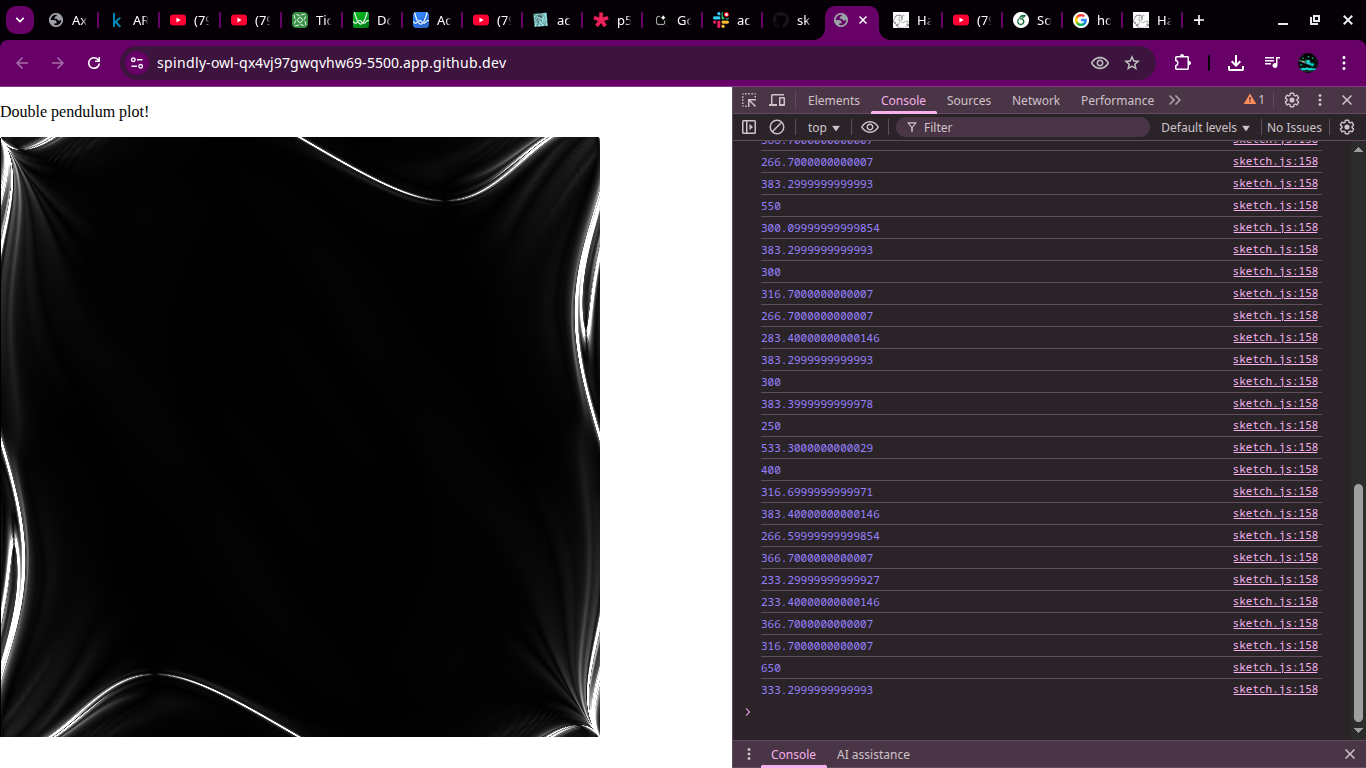 Ax
AR
(79
(79
Tic
Do
Ac
(79
ac
p5
Go
ac
sk
Ha
(79
So
ho
Ha
spindly-owl-qx4vj97gwqvhw69-5500.app.github.dev
Double pendulum plot!
Elements Console Sources Network Performance 1
top Filter Default levels No Issues
266.7000000000007 sketch.js:158
383.2999999999993 sketch.js:158
550 sketch.js:158
300.09999999999854 sketch.js:158
383.2999999999993 sketch.js:158
300 sketch.js:158
316.7000000000007 sketch.js:158
266.7000000000007 sketch.js:158
283.40000000000146 sketch.js:158
383.2999999999993 sketch.js:158
300 sketch.js:158
383.3999999999978 sketch.js:158
250 sketch.js:158
533.3000000000029 sketch.js:158
400 sketch.js:158
316.6999999999971 sketch.js:158
383.40000000000146 sketch.js:158
266.59999999999854 sketch.js:158
366.7000000000007 sketch.js:158
233.29999999999927 sketch.js:158
233.40000000000146 sketch.js:158
366.7000000000007 sketch.js:158
316.7000000000007 sketch.js:158
650 sketch.js:158
333.2999999999993 sketch.js:158
Console AI assistance